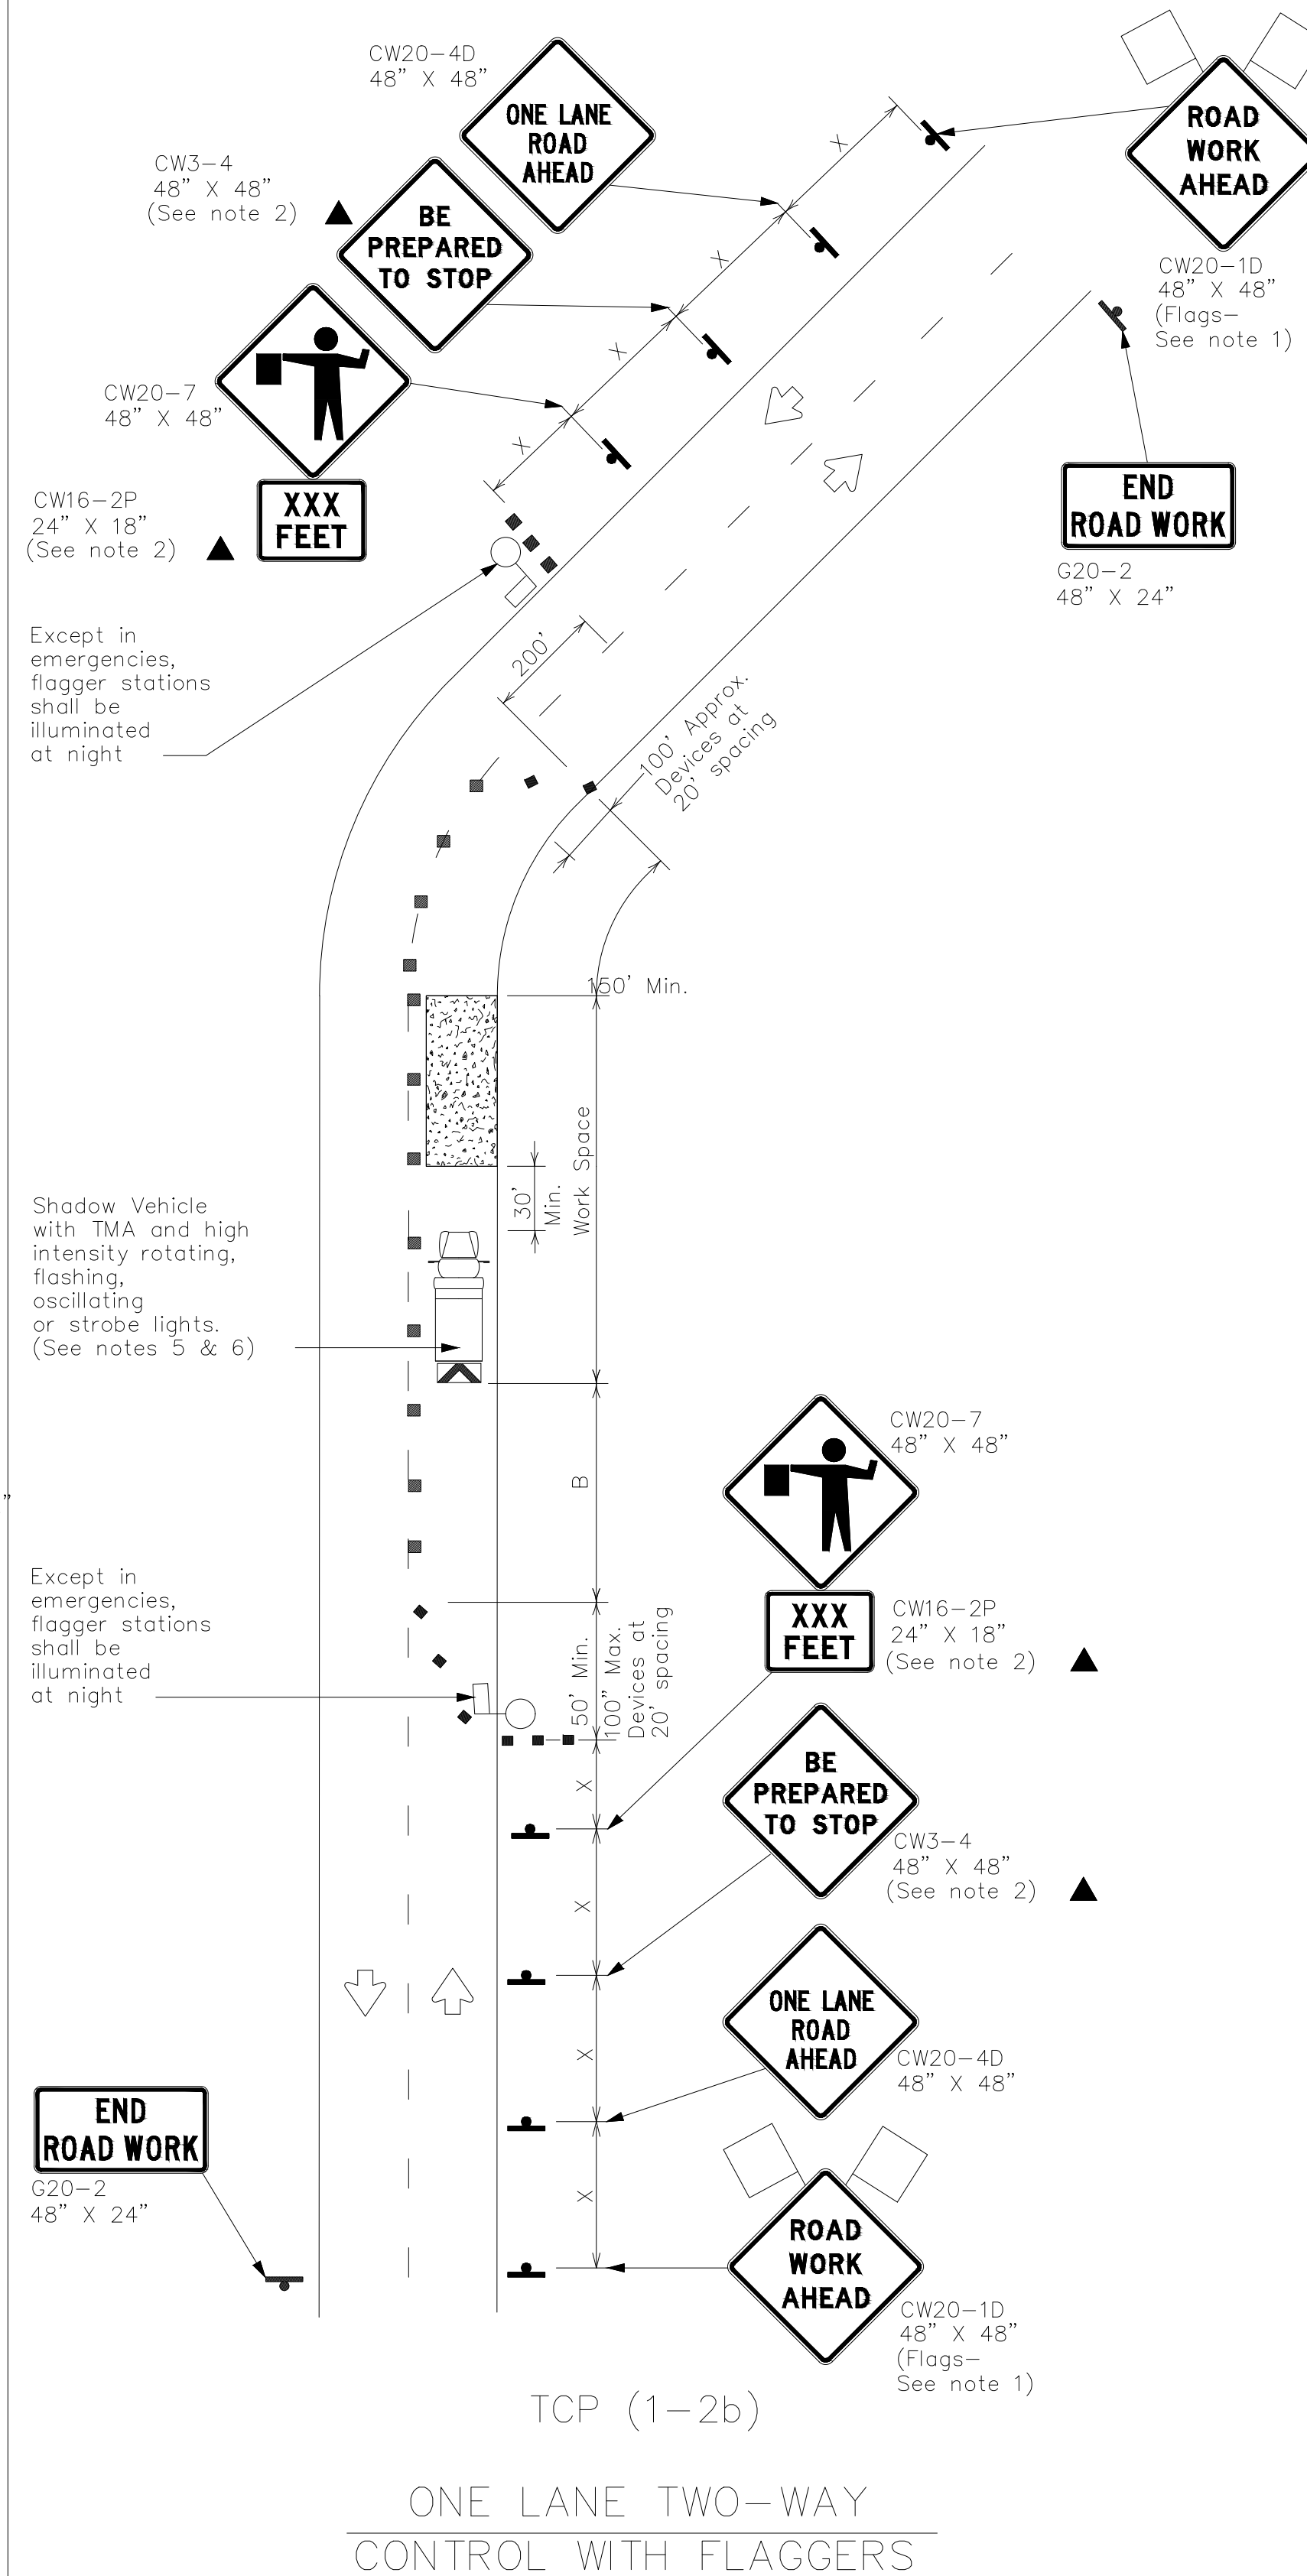 CW20-4D
48" X 48"
ONE LANE
ROAD
AHEAD
ROAD
WORK
AHEAD
CW20-1D
48" X 48"
(Flags-
See note 1)
CW3-4
48" X 48"
(See note 2)
BE
PREPARED
TO STOP
X
X
X
X
CW20-7
48" X 48"
CW16-2P
24" X 18"
(See note 2)
XXX
FEET
END
ROAD WORK
G20-2
48" X 24"
Except in
emergencies,
flagger stations
shall be
illuminated
at night
200'
100' Approx.
Devices at
20' spacing
150' Min.
Work Space
30'
Min.
Shadow Vehicle
with TMA and high
intensity rotating,
flashing,
oscillating
or strobe lights.
(See notes 5 & 6)
B
"
CW20-7
48" X 48"
Except in
emergencies,
flagger stations
shall be
illuminated
at night
50' Min.
100" Max.
Devices at
20' spacing
XXX
FEET
CW16-2P
24" X 18"
(See note 2)
X
BE
PREPARED
TO STOP
CW3-4
48" X 48"
(See note 2)
X
ONE LANE
ROAD
AHEAD
CW20-4D
48" X 48"
X
END
ROAD WORK
G20-2
48" X 24"
X
ROAD
WORK
AHEAD
CW20-1D
48" X 48"
(Flags-
See note 1)
TCP (1-2b)
ONE LANE TWO-WAY
CONTROL WITH FLAGGERS